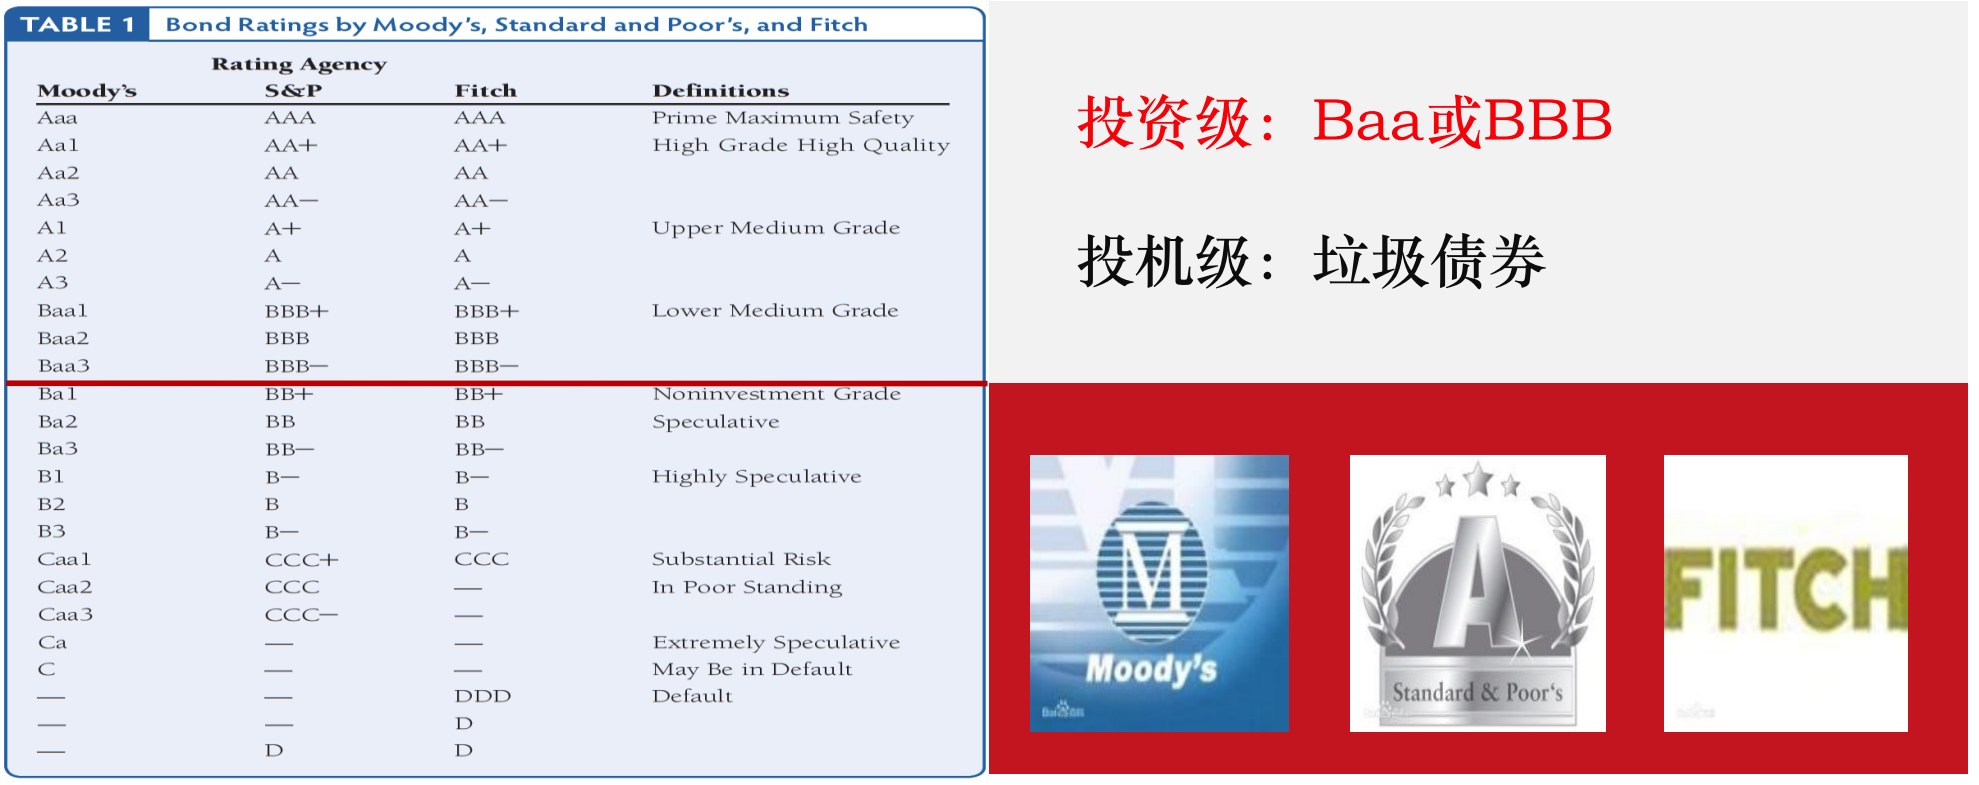 TABLE 1 Bond Ratings by Moody's, Standard and Poor's, and Fitch
Rating Agency
Moody's S&P Fitch Definitions
Aaa AAA AAA Prime Maximum Safety
Aa1 AA+ AA+ High Grade High Quality
Aa2 AA AA
Aa3 AA— AA—
A1 A+ A+ Upper Medium Grade
A2 A A
A3 A— A—
Baa1 BBB+ BBB+ Lower Medium Grade
Baa2 BBB BBB
Baa3 BBB— BBB—
Ba1 BB+ BB+ Noninvestment Grade
Ba2 BB BB Speculative
Ba3 BB— BB—
B1 B— B— Highly Speculative
B2 B B
B3 B— B—
Caa1 CCC+ CCC Substantial Risk
Caa2 CCC — In Poor Standing
Caa3 CCC— —
Ca — — Extremely Speculative
C — — May Be in Default
— — DDD Default
— — D
— D D
投资级：Baa或BBB
投机级：垃圾债券
M
Moody's
A
Standard & Poor's
FITCH